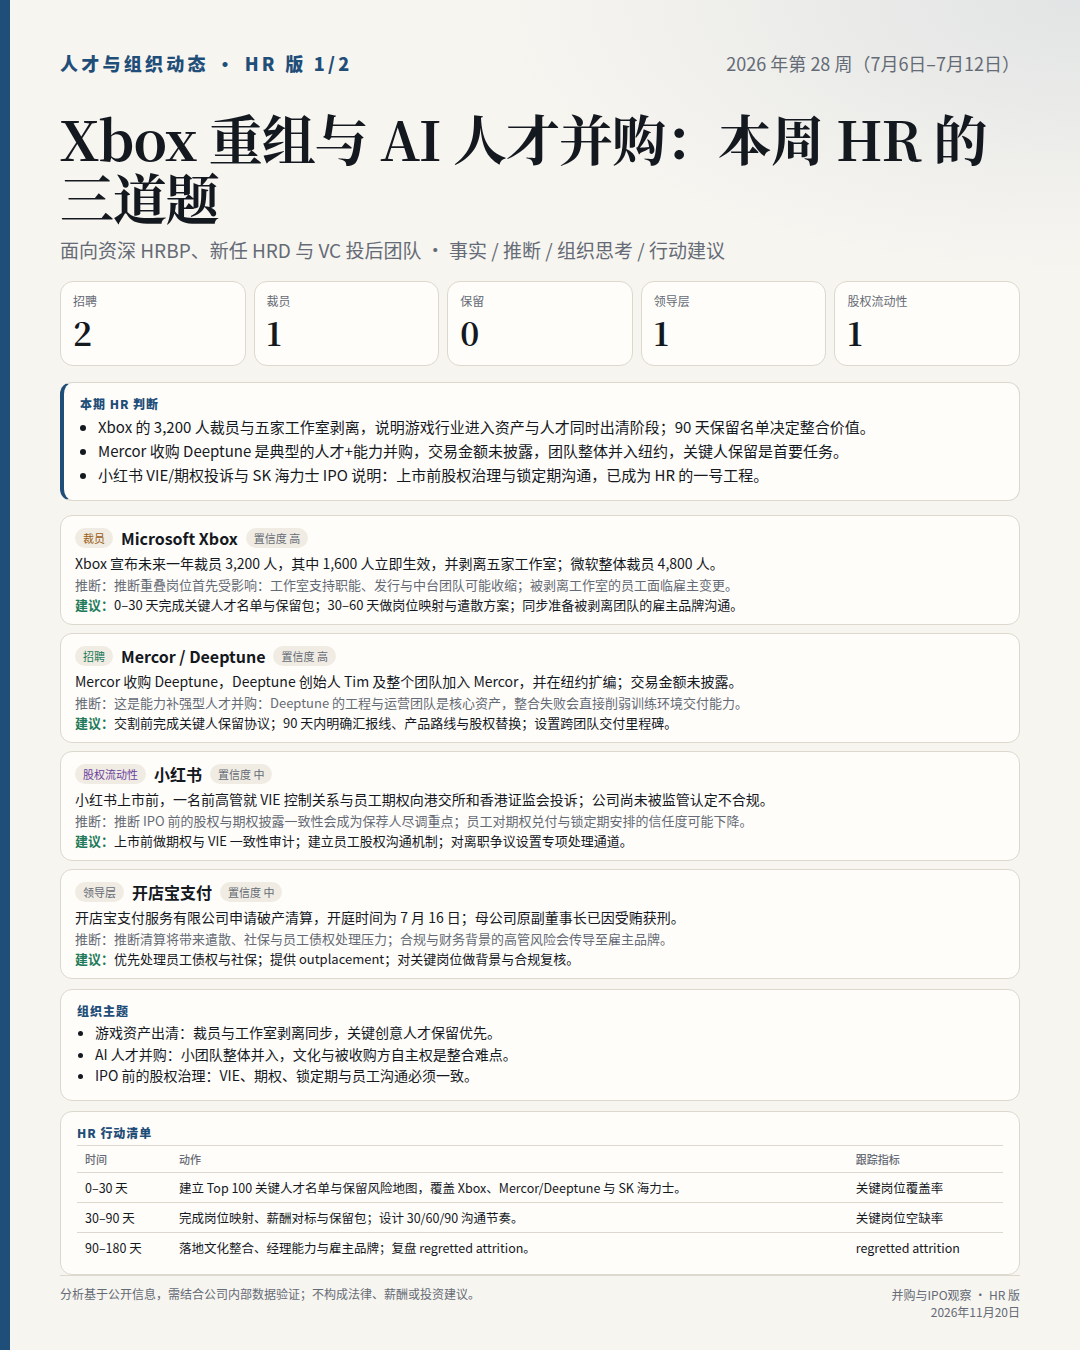 人才与组织动态 · HR 版 1/2
2026 年第 28 周（7月6日–7月12日）
Xbox 重组与 AI 人才并购：本周 HR 的
三道题
面向资深 HRBP、新任 HRD 与 VC 投后团队 · 事实 / 推断 / 组织思考 / 行动建议
招聘
2
裁员
1
保留
0
领导层
1
股权流动性
1
本期 HR 判断
• Xbox 的 3,200 人裁员与五家工作室剥离，说明游戏行业进入资产与人才同时出清阶段；90 天保留名单决定整合价值。
• Mercor 收购 Deeptune 是典型的人才+能力并购，交易金额未披露，团队整体并入纽约，关键人保留是首要任务。
• 小红书 VIE/期权投诉与 SK 海力士 IPO 说明：上市前股权治理与锁定期沟通，已成为 HR 的一号工程。
裁员 Microsoft Xbox 置信度 高
Xbox 宣布未来一年裁员 3,200 人，其中 1,600 人立即生效，并剥离五家工作室；微软整体裁员 4,800 人。
推断：推断重叠岗位首先受影响：工作室支持职能、发行与中台团队可能收缩；被剥离工作室的员工面临雇主变更。
建议：0–30 天完成关键人才名单与保留包；30–60 天做岗位映射与遣散方案；同步准备被剥离团队的雇主品牌沟通。
招聘 Mercor / Deeptune 置信度 高
Mercor 收购 Deeptune，Deeptune 创始人 Tim 及整个团队加入 Mercor，并在纽约扩编；交易金额未披露。
推断：这是能力补强型人才并购：Deeptune 的工程与运营团队是核心资产，整合失败会直接削弱训练环境交付能力。
建议：交割前完成关键人保留协议；90 天内明确汇报线、产品路线与股权替换；设置跨团队交付里程碑。
股权流动性 小红书 置信度 中
小红书上市前，一名前高管就 VIE 控制关系与员工期权向港交所和香港证监会投诉；公司尚未被监管认定不合规。
推断：推断 IPO 前的股权与期权披露一致性会成为保荐人尽调重点；员工对期权兑付与锁定期安排的信任度可能下降。
建议：上市前做期权与 VIE 一致性审计；建立员工股权沟通机制；对离职争议设置专项处理通道。
领导层 开店宝支付 置信度 中
开店宝支付服务有限公司申请破产清算，开庭时间为 7 月 16 日；母公司原副董事长已因受贿获刑。
推断：推断清算将带来遣散、社保与员工债权处理压力；合规与财务背景的高管风险会传导至雇主品牌。
建议：优先处理员工债权与社保；提供 outplacement；对关键岗位做背景与合规复核。
组织主题
• 游戏资产出清：裁员与工作室剥离同步，关键创意人才保留优先。
• AI 人才并购：小团队整体并入，文化与被收购方自主权是整合难点。
• IPO 前的股权治理：VIE、期权、锁定期与员工沟通必须一致。
HR 行动清单
时间 动作 跟踪指标
0–30 天 建立 Top 100 关键人才名单与保留风险地图，覆盖 Xbox、Mercor/Deeptune 与 SK 海力士。 关键岗位覆盖率
30–90 天 完成岗位映射、薪酬对标与保留包；设计 30/60/90 沟通节奏。 关键岗位空缺率
90–180 天 落地文化整合、经理能力与雇主品牌；复盘 regretted attrition。 regretted attrition
分析基于公开信息，需结合公司内部数据验证；不构成法律、薪酬或投资建议。
并购与IPO观察 · HR 版
2026年11月20日